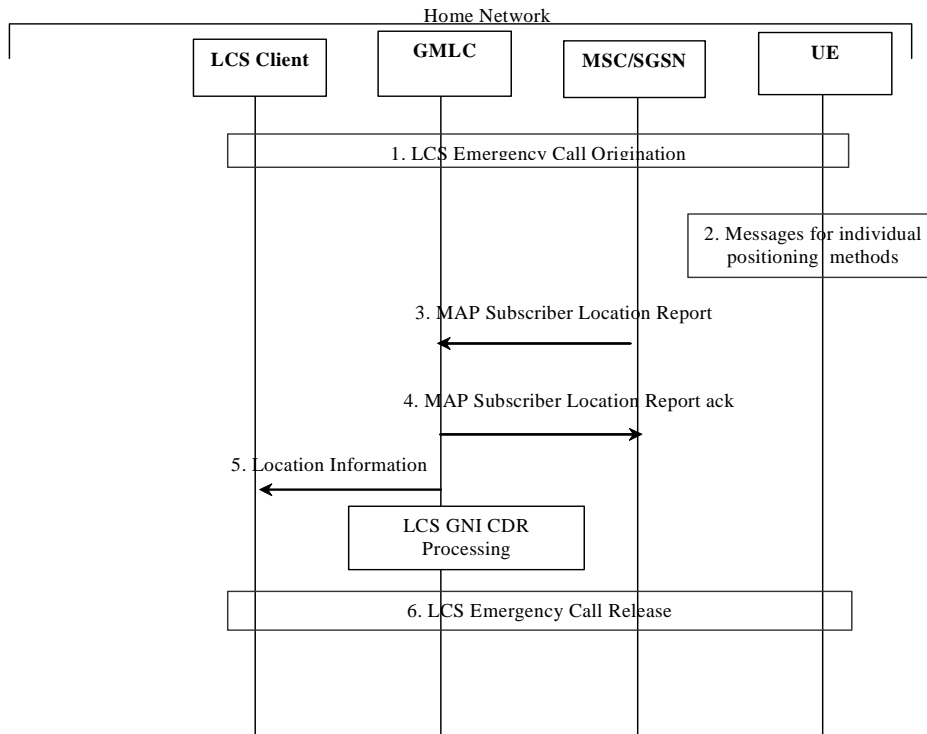 Home Network
LCS Client
GMLC
MSC/SGSN
UE
1. LCS Emergency Call Origination
2. Messages for individual
positioning methods
3. MAP Subscriber Location Report
4. MAP Subscriber Location Report ack
5. Location Information
LCS GNI CDR
Processing
6. LCS Emergency Call Release